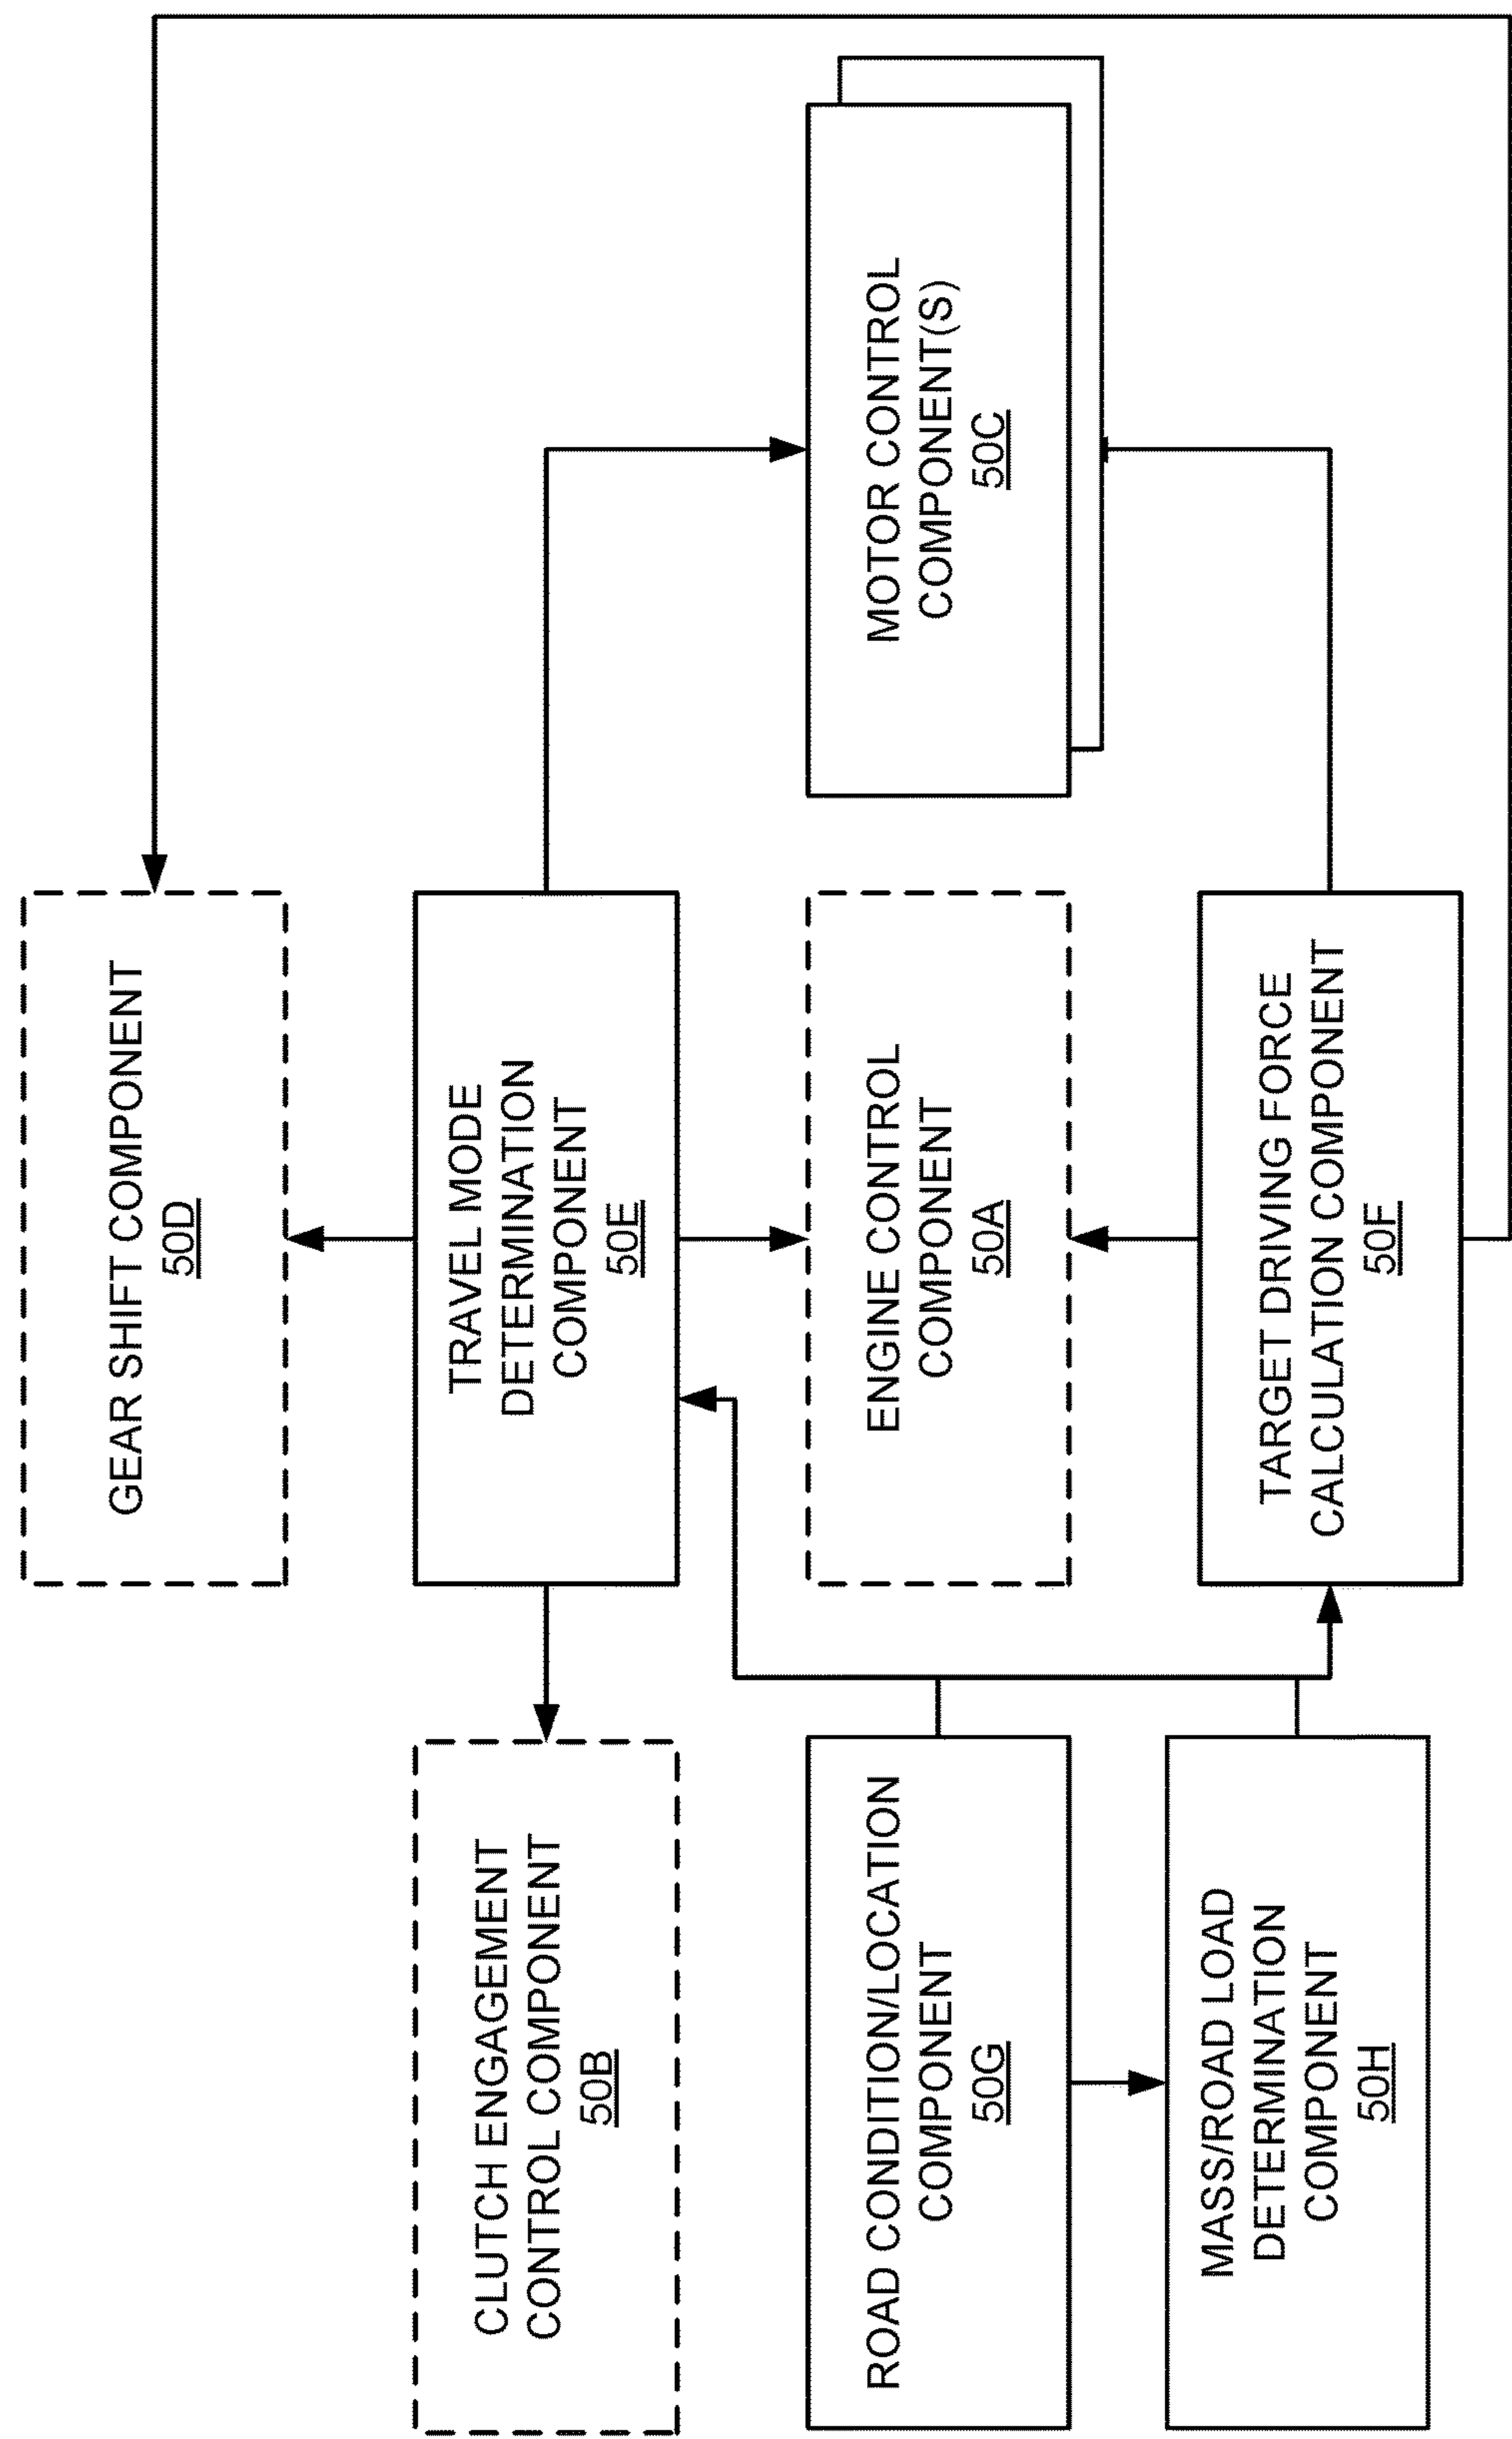 GEAR SHIFT COMPONENT
50D
CLUTCH ENGAGEMENT
CONTROL COMPONENT
50B
TRAVEL MODE
DETERMINATION
COMPONENT
50E
ROAD CONDITION/LOCATION
COMPONENT
50G
ENGINE CONTROL
COMPONENT
50A
MOTOR CONTROL
COMPONENT(S)
50C
MASS/ROAD LOAD
DETERMINATION
COMPONENT
50H
TARGET DRIVING FORCE
CALCULATION COMPONENT
50F